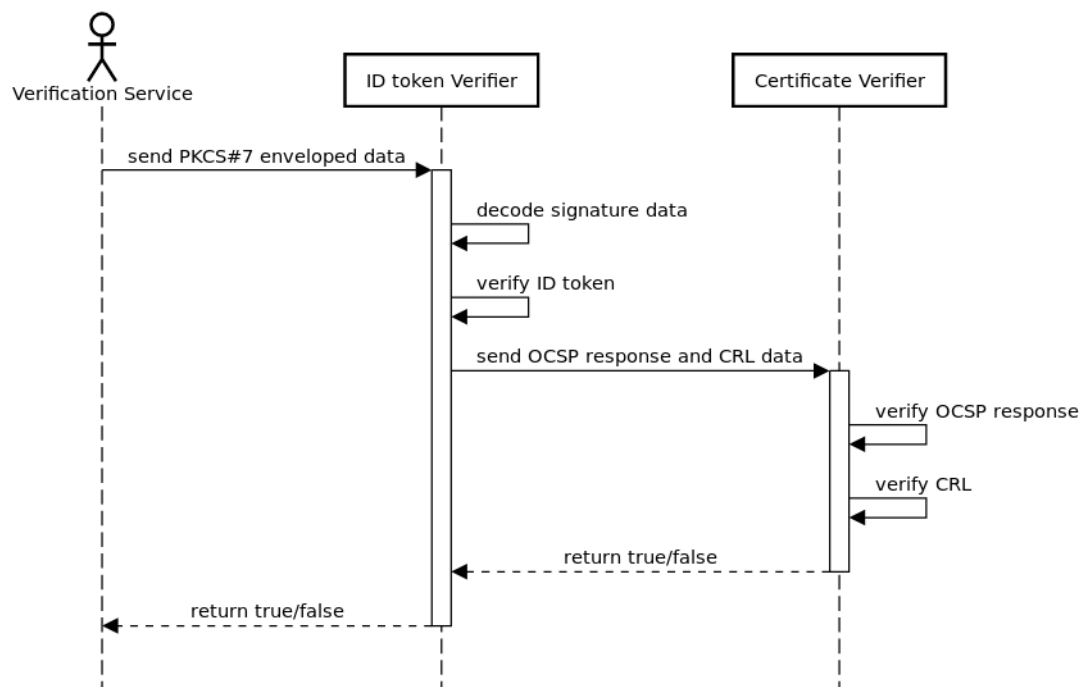 Verification Service
ID token Verifier
Certificate Verifier
send PKCS#7 enveloped data
decode signature data
verify ID token
send OCSP response and CRL data
verify OCSP response
verify CRL
return true/false
return true/false